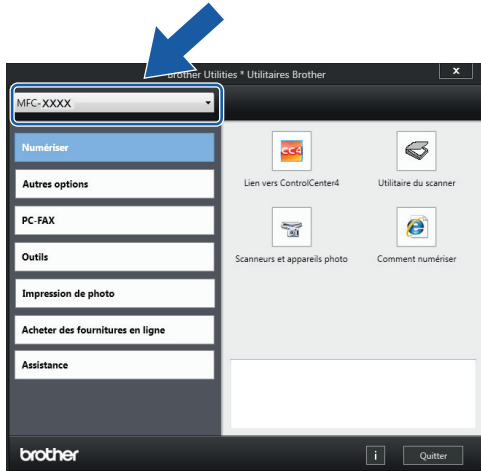 Brother Utilities * Utilitaires Brother
X
MFC-XXXX
Numériser
Autres options
PC-FAX
Outils
Impression de photo
Acheter des fournitures en ligne
Assistance
CC4
Lien vers ControlCenter4
Utilitaire du scanner
Scanneurs et appareils photo
Comment numériser
brother
i
Quitter